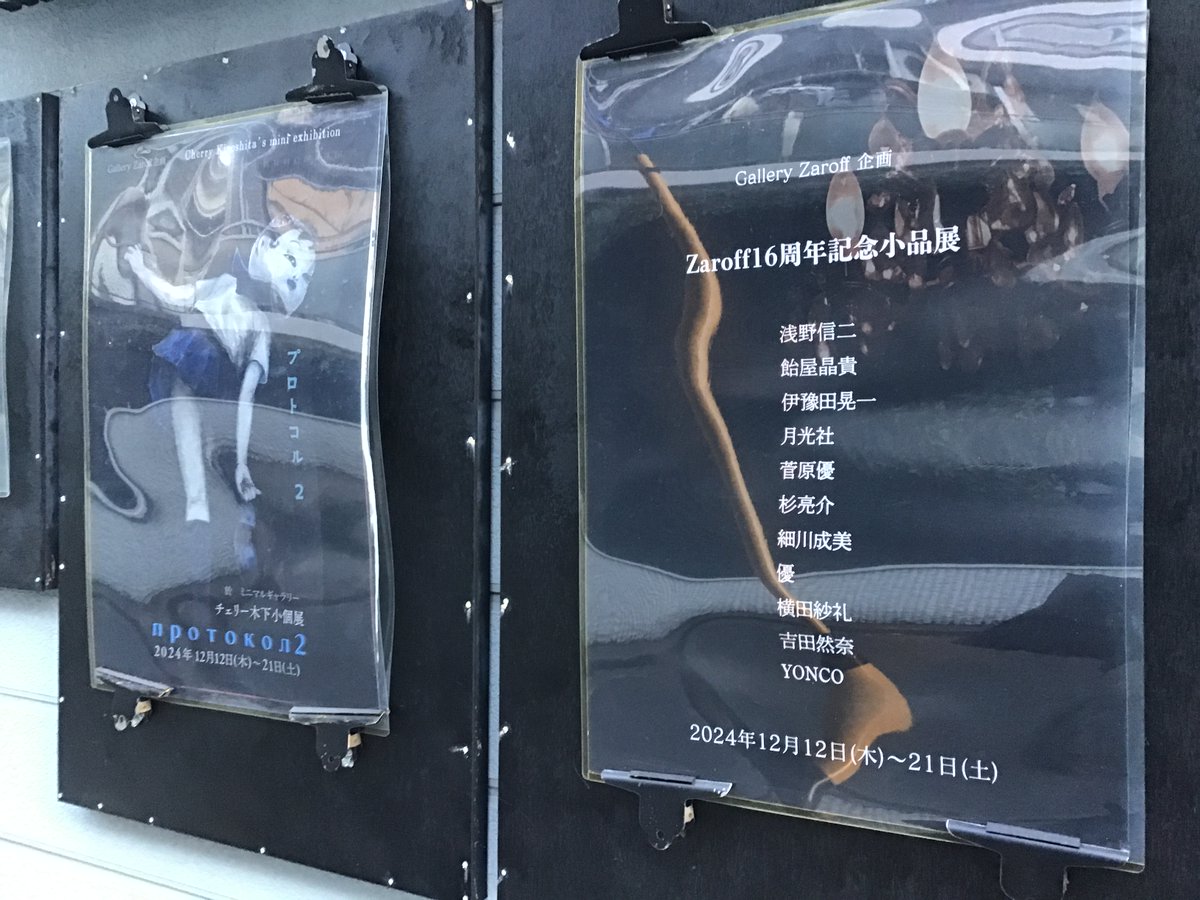 Gallery Zaroff 企画
Cherry Kinoshita's mini exhibition
プロトコル 2
於 ミニマルギャラリー
チェリー木下小個展
протокол2
2024年12月12日(木)～21日(土)
Gallery Zaroff 企画
Zaroff16周年記念小品展
浅野信二
飴屋晶貴
伊豫田晃一
月光社
菅原優
杉亮介
細川成美
優
横田紗礼
吉田然奈
YONCO
2024年12月12日(木)～21日(土)